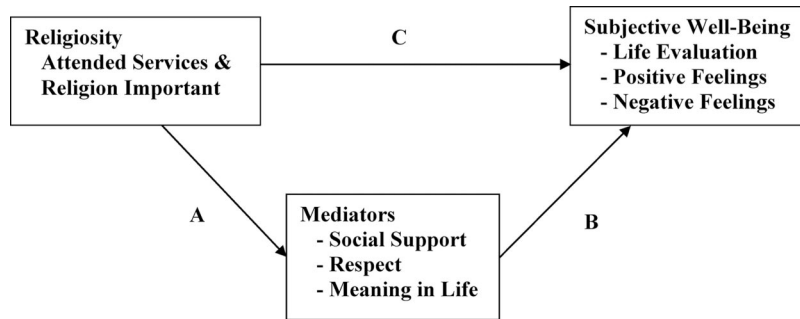 Religiosity
Attended Services &
Religion Important
C
Subjective Well-Being
- Life Evaluation
- Positive Feelings
- Negative Feelings
A
Mediators
- Social Support
- Respect
- Meaning in Life
B